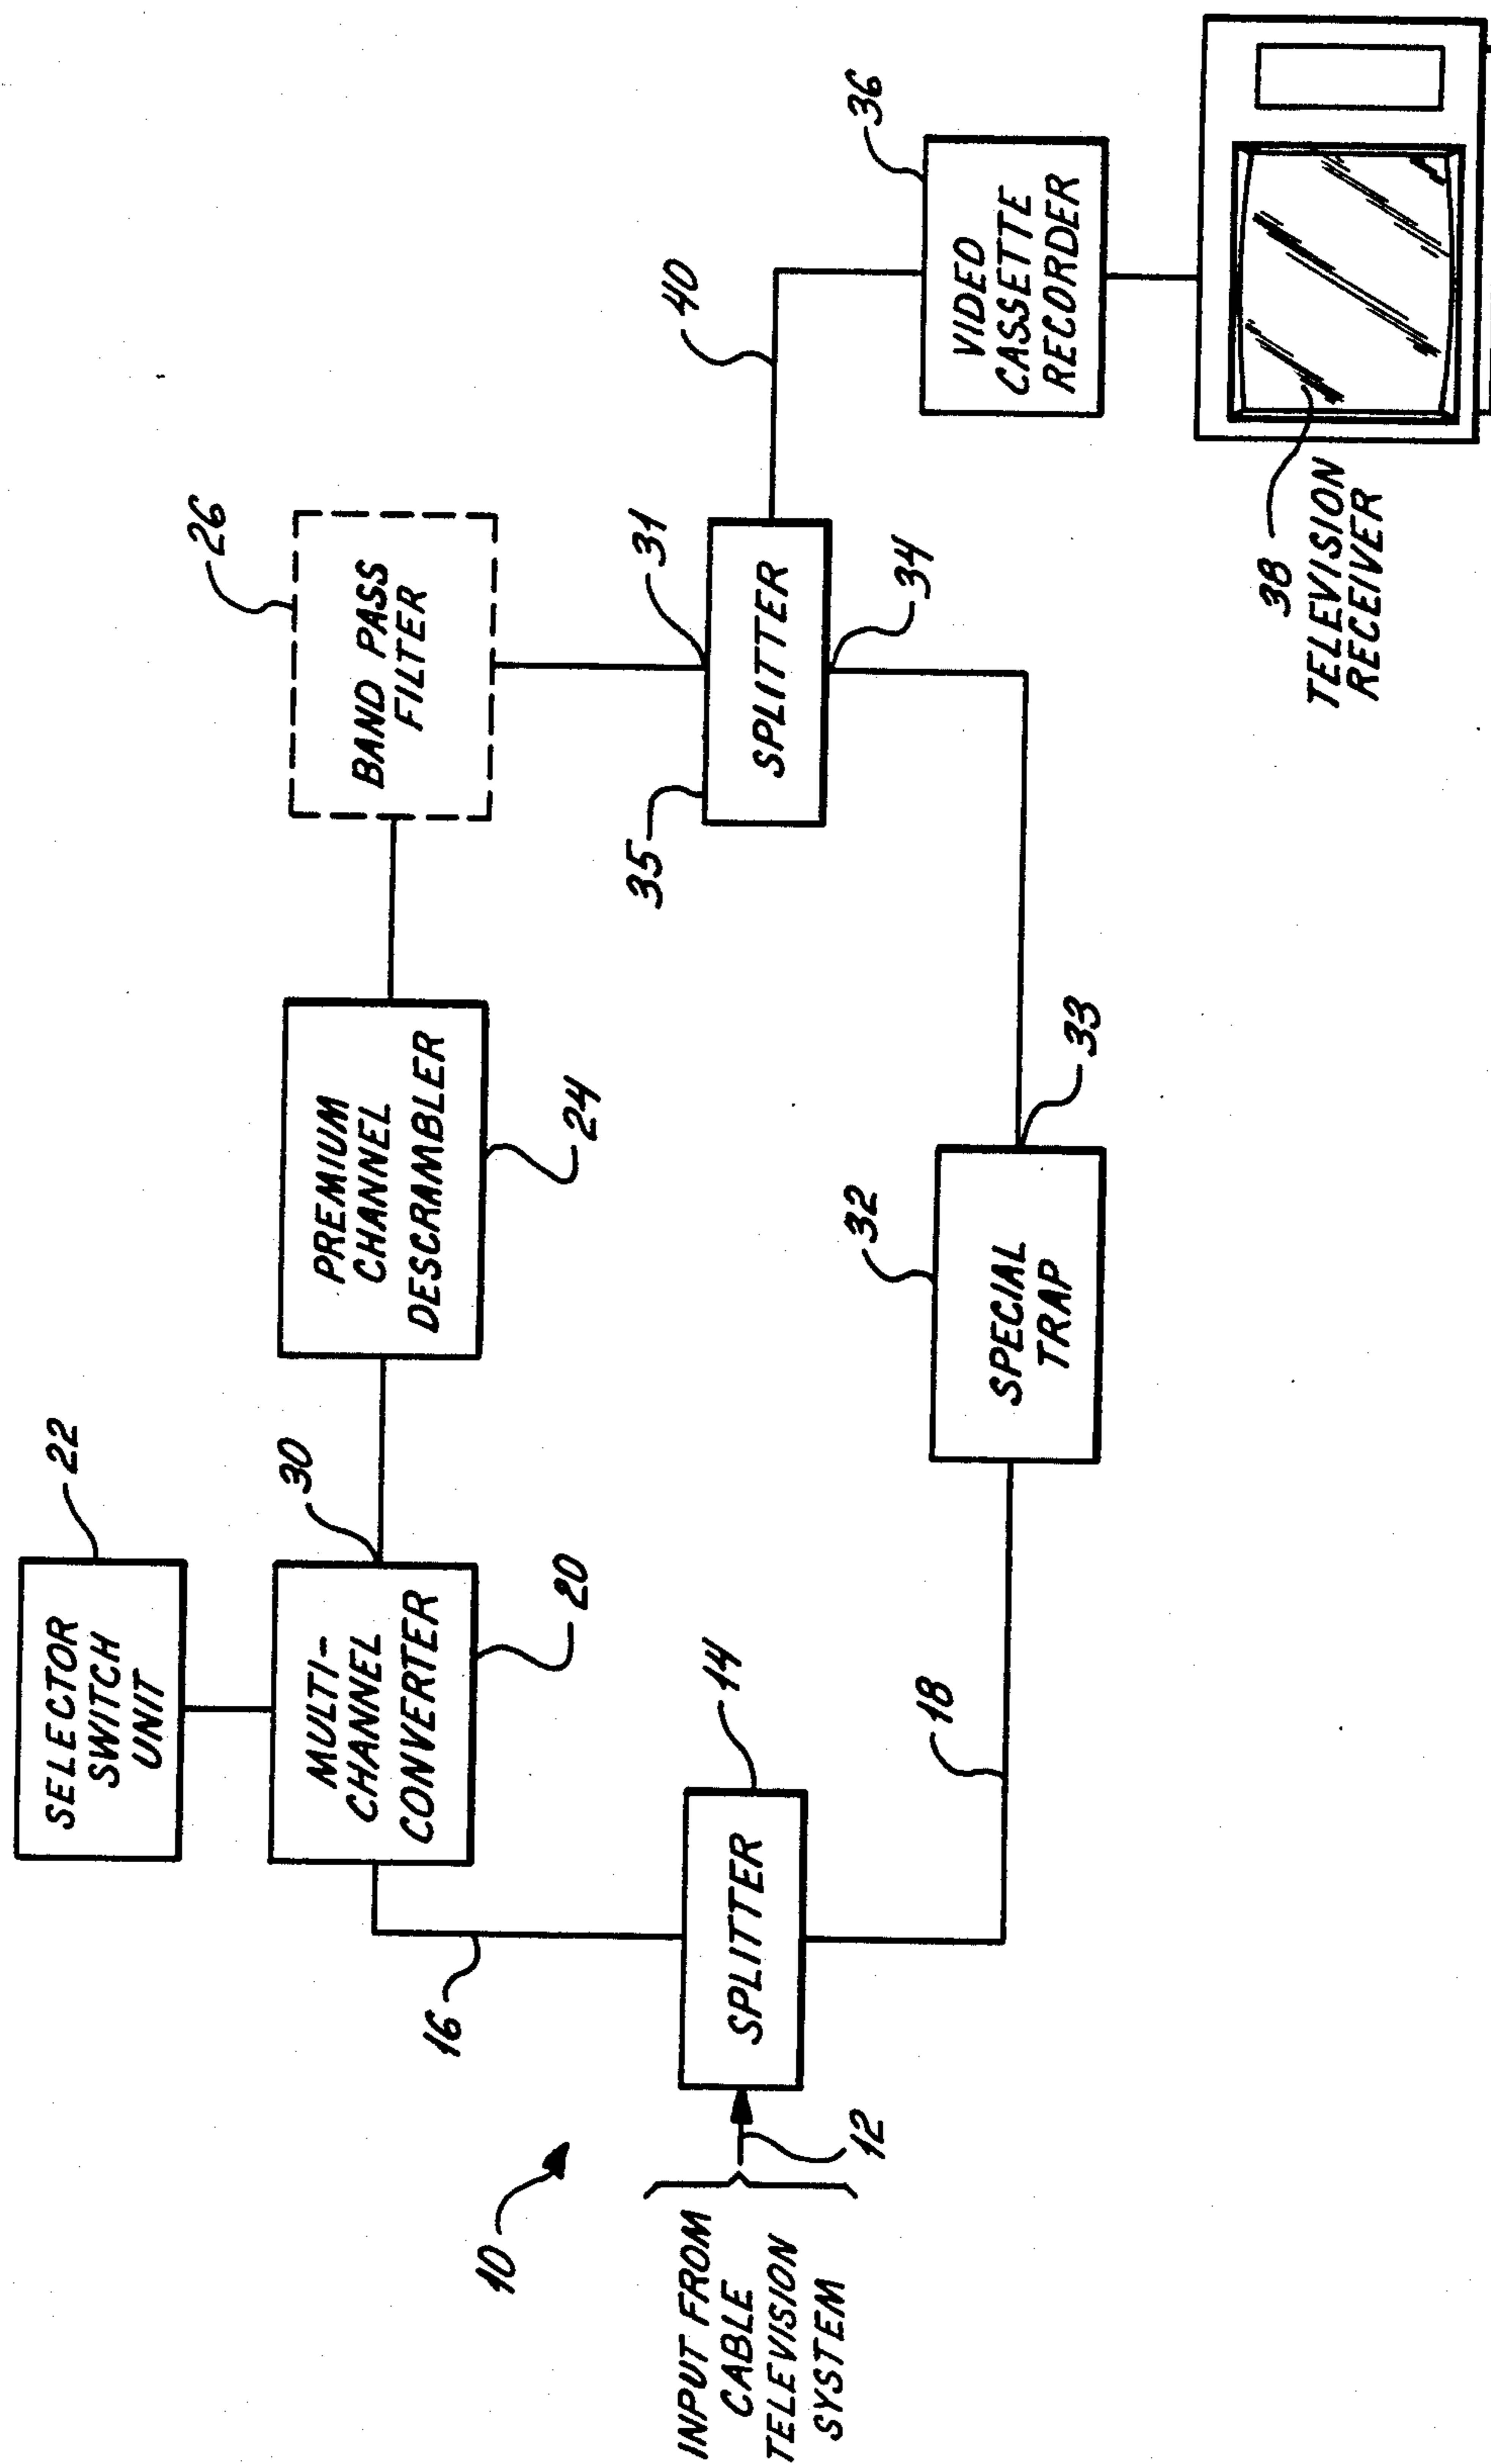 22
SELECTOR
SWITCH
UNIT
26
30
MULTI-
CHANNEL
CONVERTER
20
PREMIUM
CHANNEL
DESCRAMBLER
24
BAND PASS
FILTER
16
10
INPUT FROM
CABLE
TELEVISION
SYSTEM
12
SPLITTER
14
35
31
SPLITTER
34
40
36
VIDEO
CASSETTE
RECORDER
18
32
SPECIAL
TRAP
33
38
TELEVISION
RECEIVER